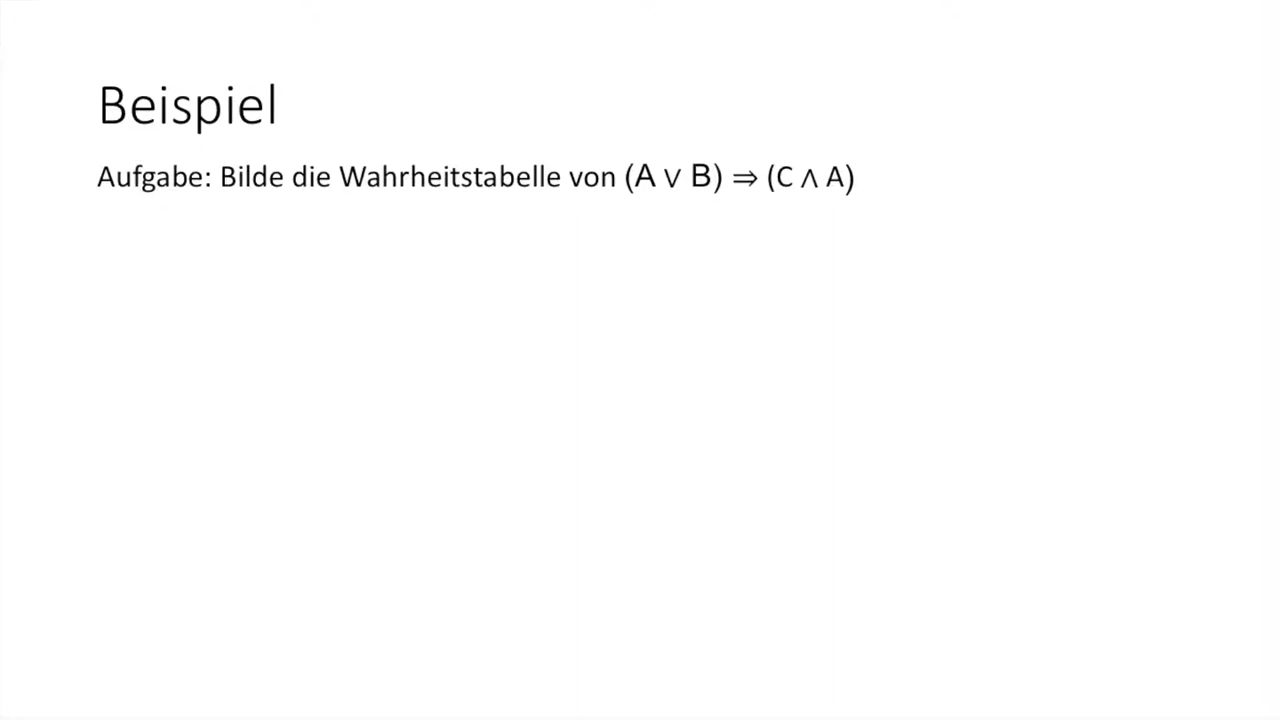 Beispiel
Aufgabe: Bilde die Wahrheitstabelle von (A ∨ B) ⇒ (C ∧ A)